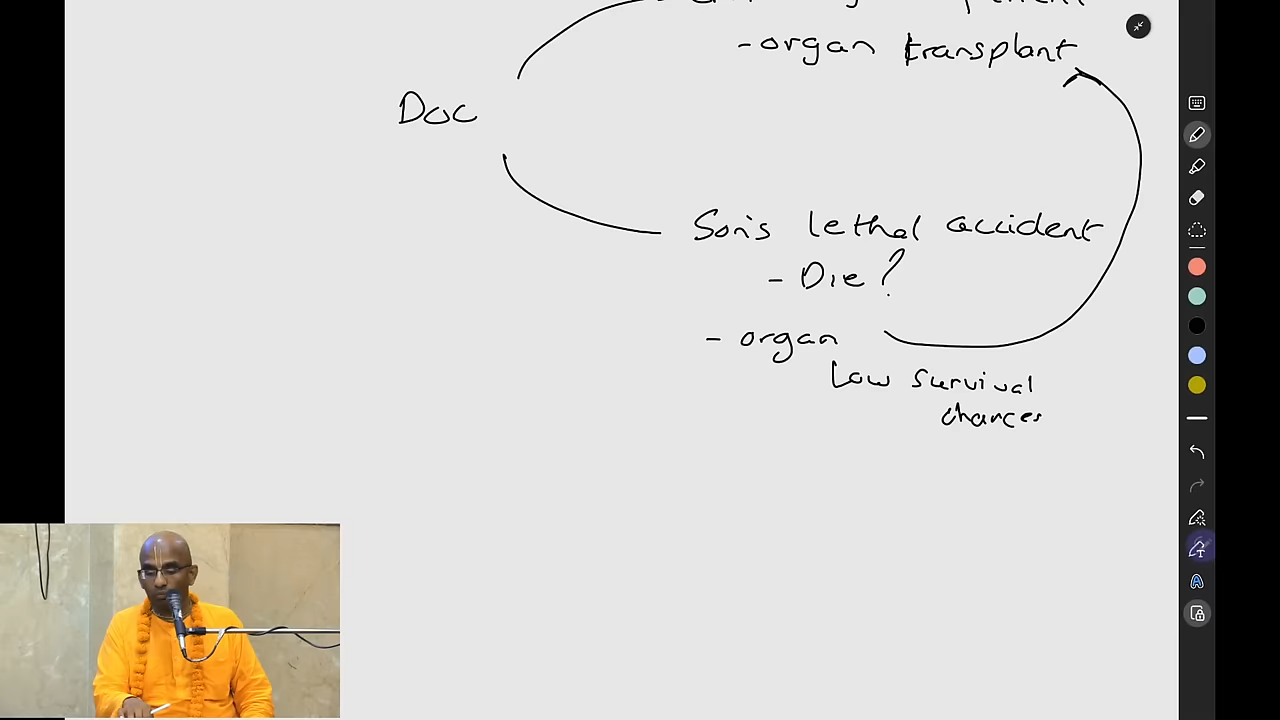 - organ transplant
Doc
Son's lethal accident
- Die?
- organ
Low survival
chances